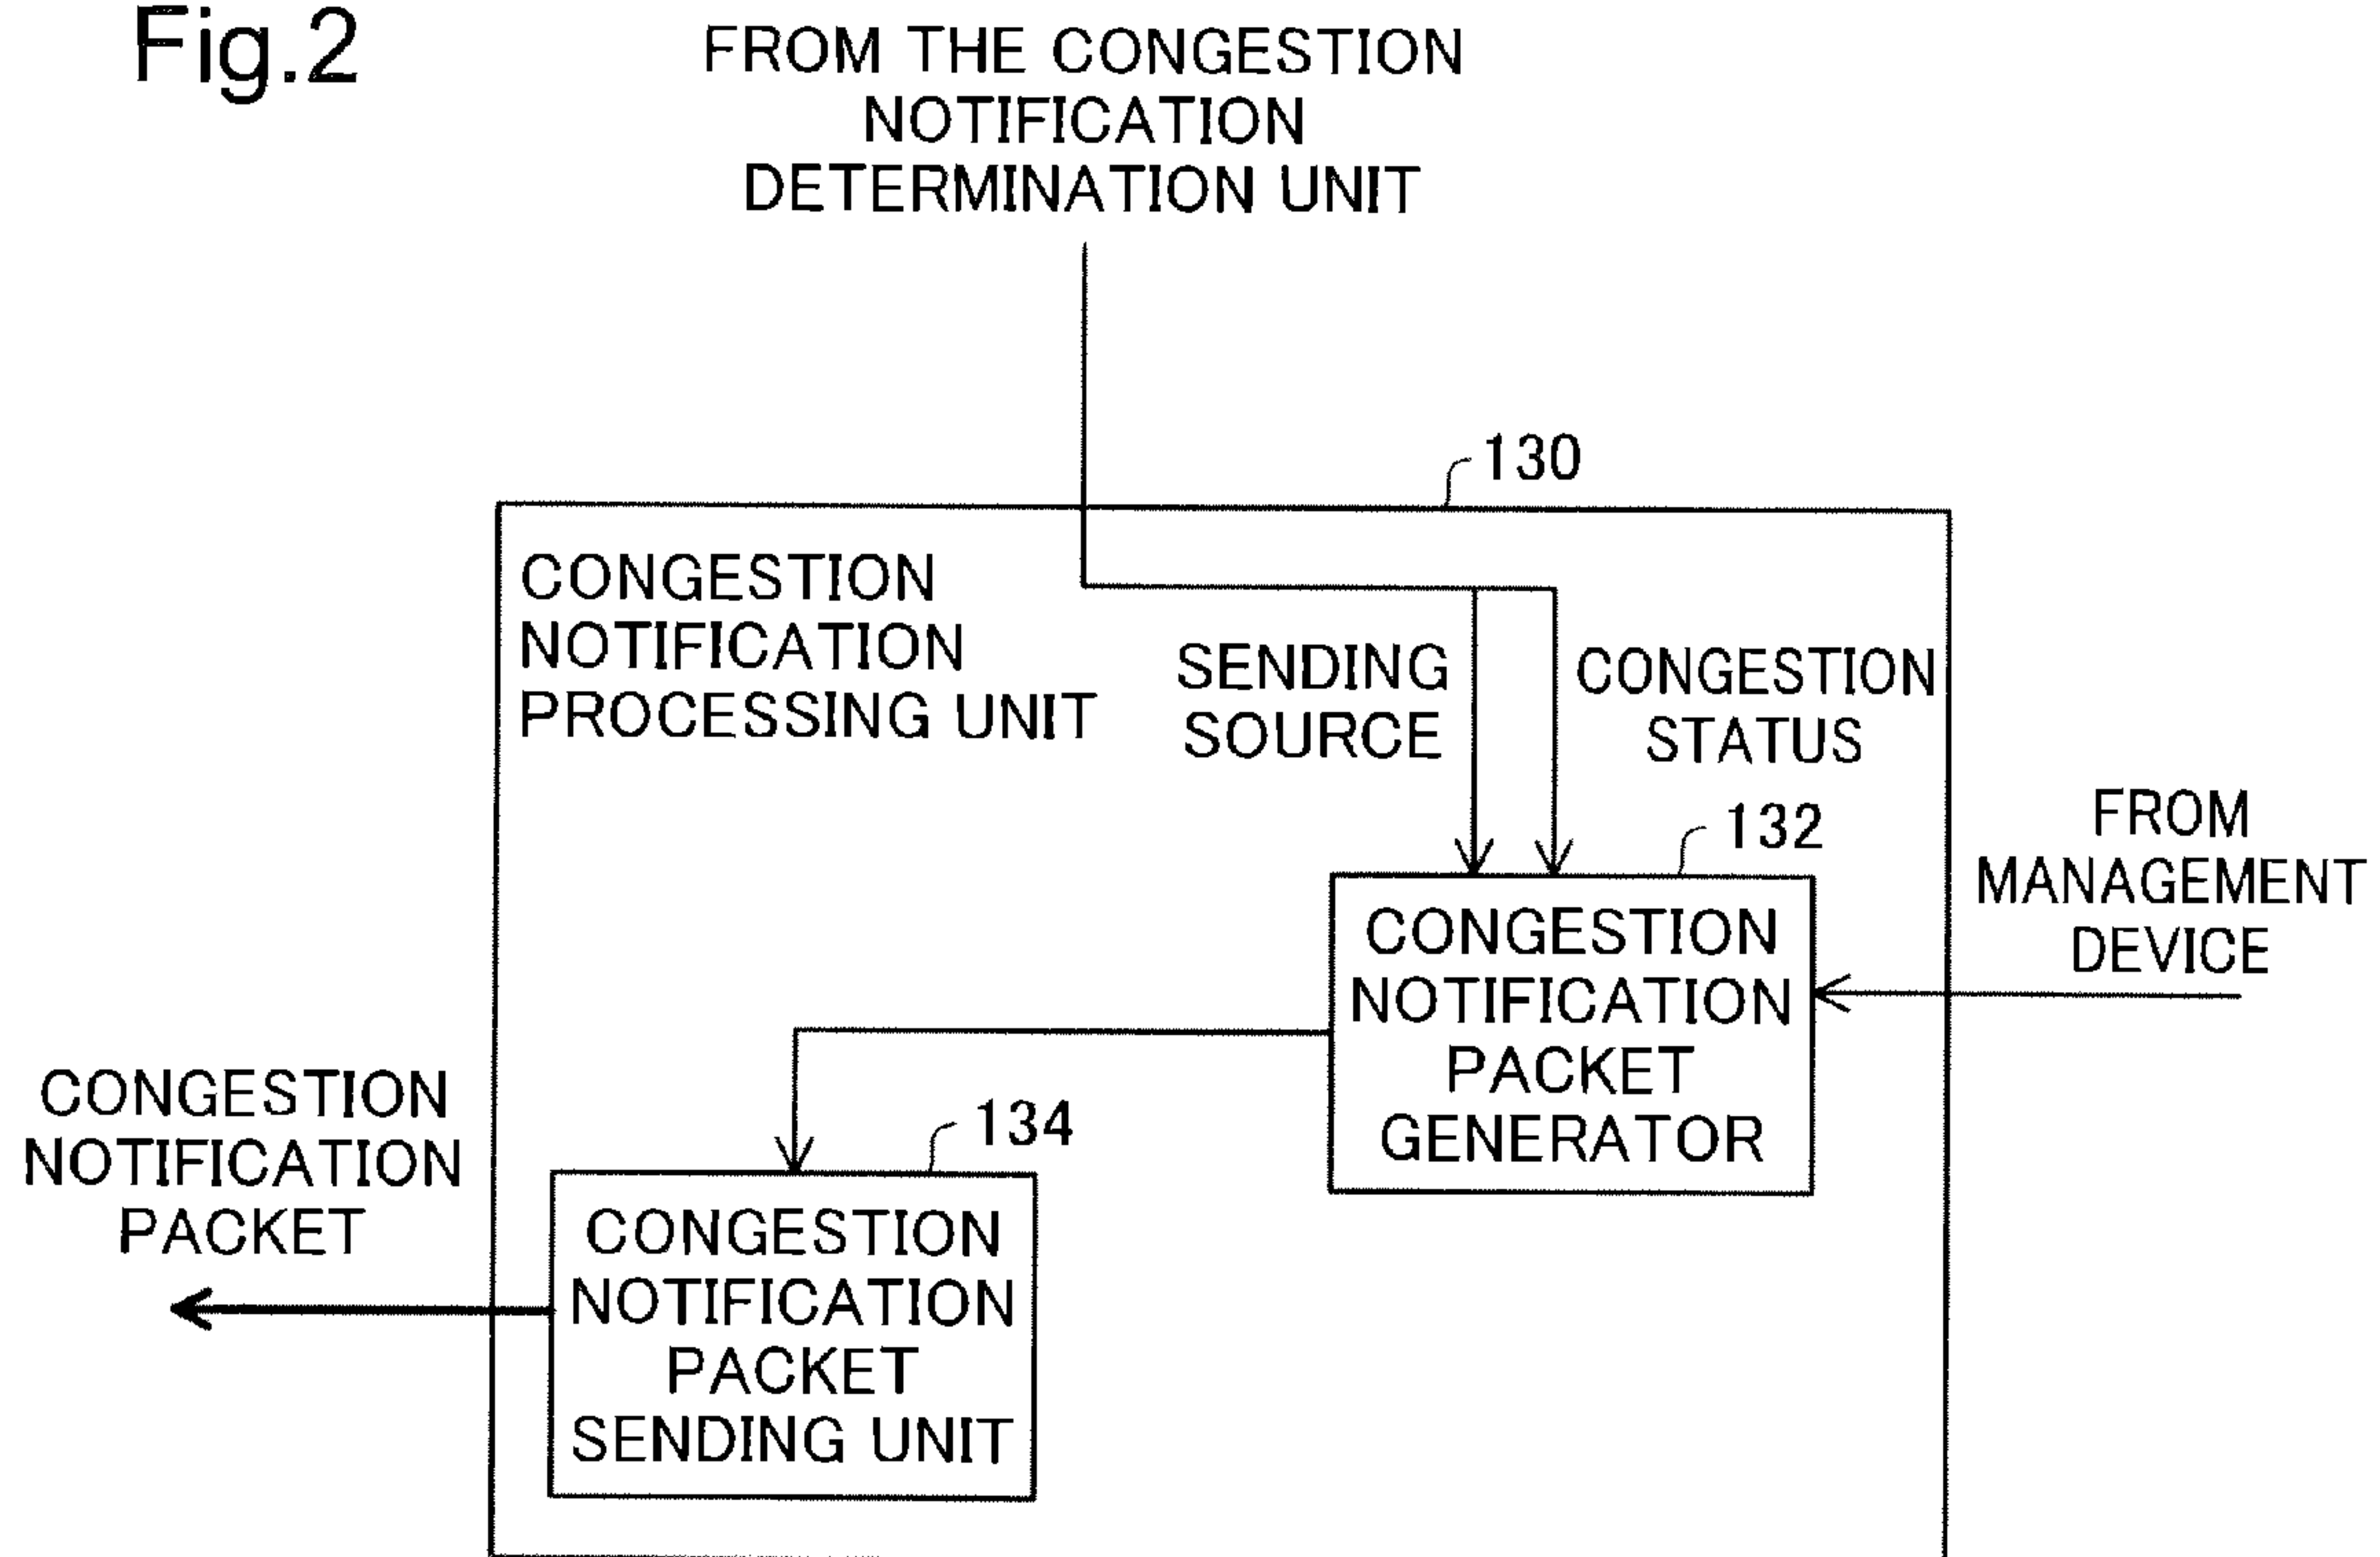 Fig.2
FROM THE CONGESTION
NOTIFICATION
DETERMINATION UNIT
130
CONGESTION
NOTIFICATION
PROCESSING UNIT
SENDING
SOURCE
CONGESTION
STATUS
132
FROM
MANAGEMENT
DEVICE
CONGESTION
NOTIFICATION
PACKET
GENERATOR
CONGESTION
NOTIFICATION
PACKET
134
CONGESTION
NOTIFICATION
PACKET
SENDING UNIT